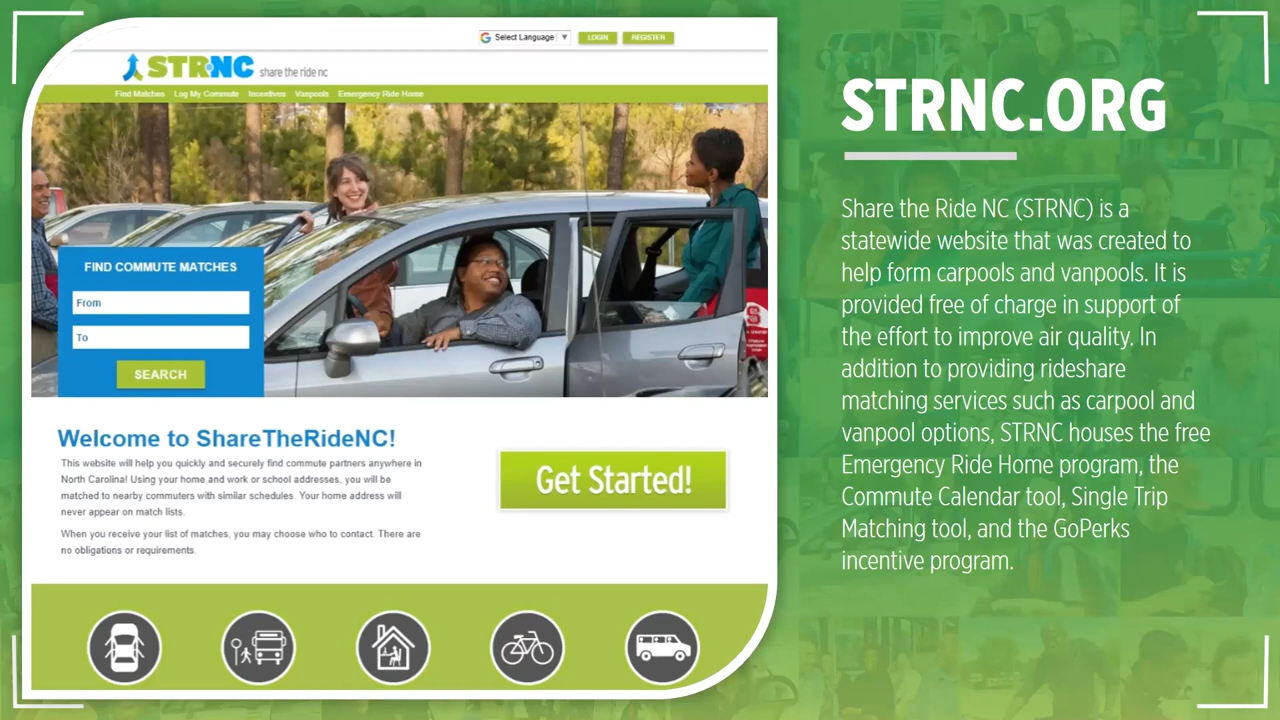 Select Language
LOGIN
REGISTER
STRNC share the ride nc
Find Matches Log My Commute Incentives Vanpools Emergency Ride Home
FIND COMMUTE MATCHES
From
To
SEARCH
Welcome to ShareTheRideNC!
This website will help you quickly and securely find commute partners anywhere in
North Carolina! Using your home and work or school addresses, you will be
matched to nearby commuters with similar schedules. Your home address will
never appear on match lists.
When you receive your list of matches, you may choose who to contact. There are
no obligations or requirements.
Get Started!
STRNC.ORG
Share the Ride NC (STRNC) is a
statewide website that was created to
help form carpools and vanpools. It is
provided free of charge in support of
the effort to improve air quality. In
addition to providing rideshare
matching services such as carpool and
vanpool options, STRNC houses the free
Emergency Ride Home program, the
Commute Calendar tool, Single Trip
Matching tool, and the GoPerks
incentive program.